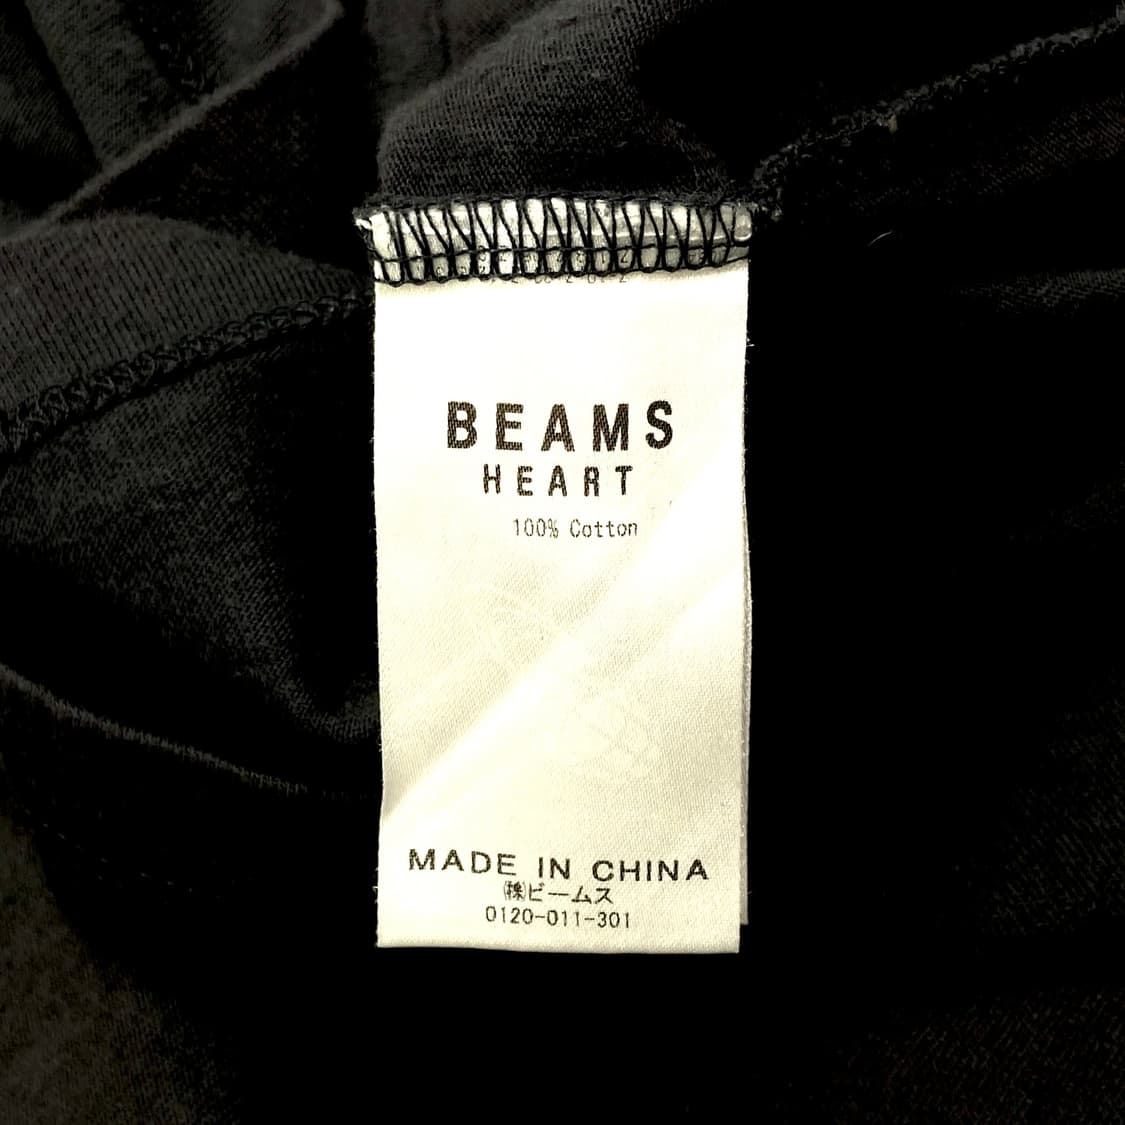 BEAMS
HEART
100% Cotton
MADE IN CHINA
㈱ビームス
0120-011-301